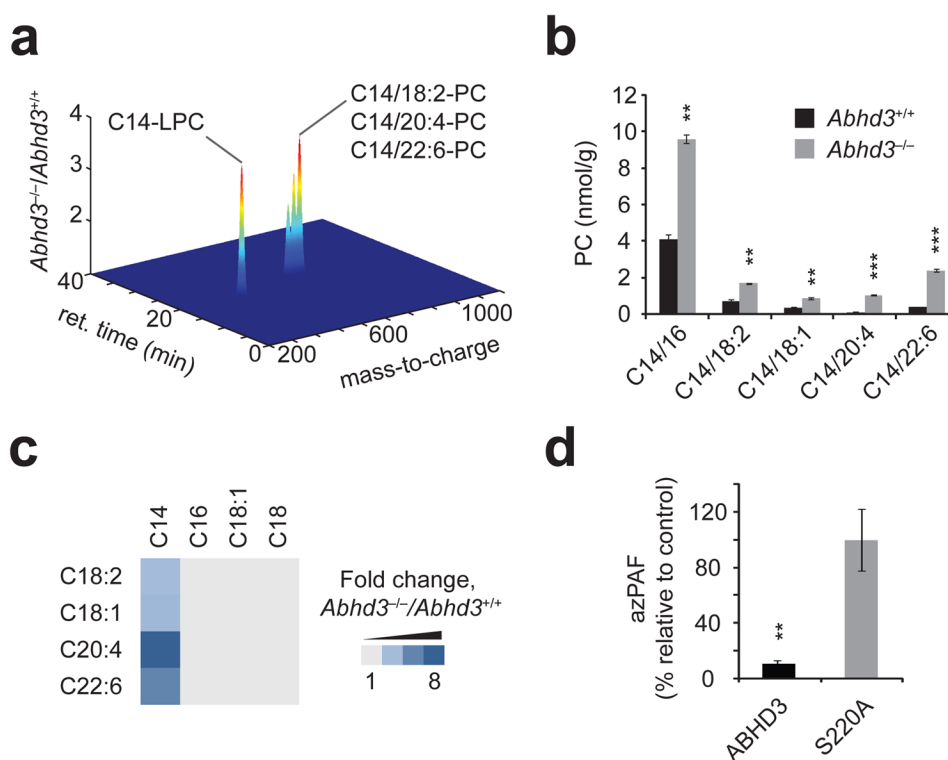 a
Abhd3–/–/Abhd3+/+
4
3
2
40
20
0
ret. time (min)
200
600
1000
mass-to-charge
C14-LPC
C14/18:2-PC
C14/20:4-PC
C14/22:6-PC
b
PC (nmol/g)
12
10
8
6
4
2
0
**
**
**
***
***
Abhd3+/+
Abhd3–/–
C14/16
C14/18:2
C14/18:1
C14/20:4
C14/22:6
c
C14
C16
C18:1
C18
C18:2
C18:1
C20:4
C22:6
Fold change,
Abhd3–/–/Abhd3+/+
1 8
d
azPAF
(% relative to control)
120
80
40
0
**
ABHD3
S220A